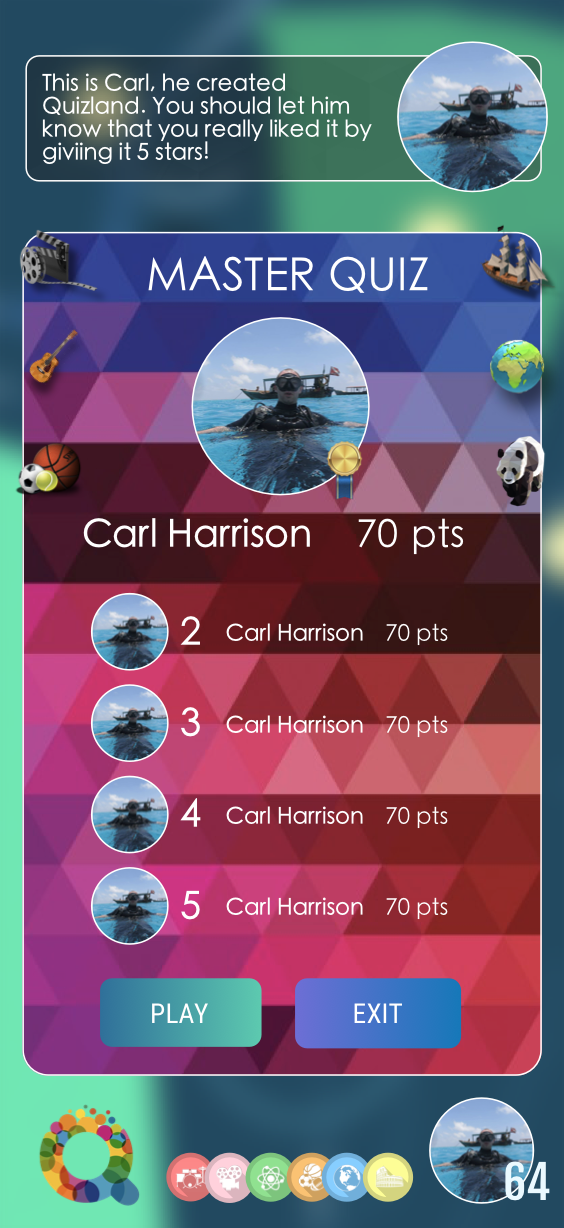 This is Carl, he created
Quizland. You should let him
know that you really liked it by
giviing it 5 stars!
MASTER QUIZ
Carl Harrison 70 pts
2 Carl Harrison 70 pts
3 Carl Harrison 70 pts
4 Carl Harrison 70 pts
5 Carl Harrison 70 pts
PLAY EXIT
64